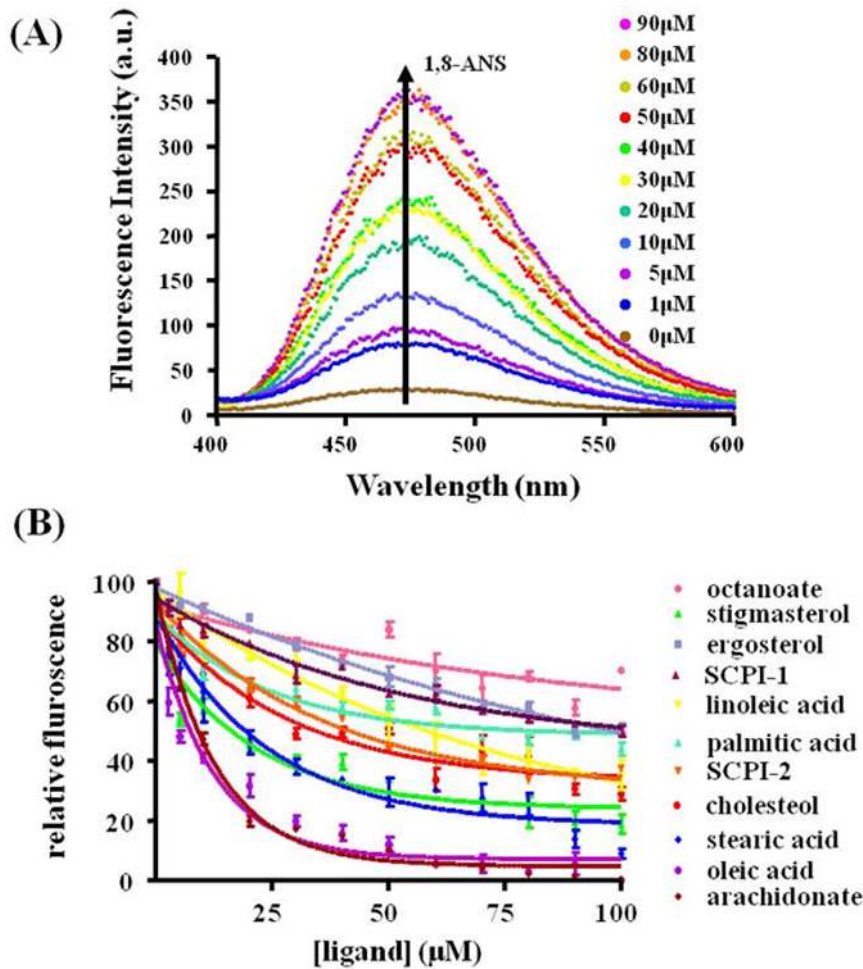 (A)
Fluorescence Intensity (a.u.)
400
350
300
250
200
150
100
50
0
1,8-ANS
90μM
80μM
60μM
50μM
40μM
30μM
20μM
10μM
5μM
1μM
0μM
400 450 500 550 600
Wavelength (nm)
(B)
relative fluroscence
100
80
60
40
20
0
25 50 75 100
[ligand] (μM)
octanoate
stigmasterol
ergosterol
SCPI-1
linoleic acid
palmitic acid
SCPI-2
cholesteol
stearic acid
oleic acid
arachidonate